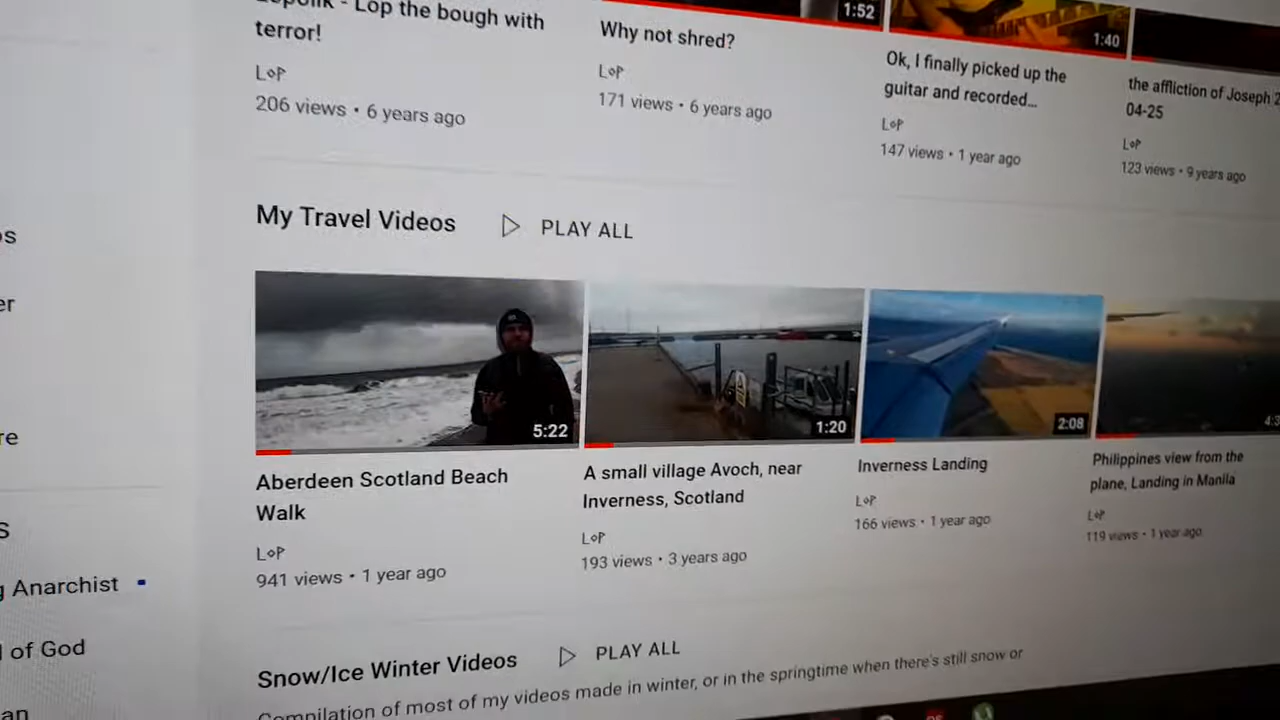 - Lop the bough with
terror!
LoP
206 views • 6 years ago
1:52
Why not shred?
LoP
171 views • 6 years ago
1:40
Ok, I finally picked up the
guitar and recorded...
LoP
147 views • 1 year ago
the affliction of Joseph 2
04-25
LoP
123 views • 9 years ago
My Travel Videos PLAY ALL
5:22
Aberdeen Scotland Beach
Walk
LoP
941 views • 1 year ago
1:20
A small village Avoch, near
Inverness, Scotland
LoP
193 views • 3 years ago
2:08
Inverness Landing
LoP
166 views • 1 year ago
Philippines view from the
plane, Landing in Manila
LoP
119 views • 1 year ago
Snow/Ice Winter Videos PLAY ALL
Compilation of most of my videos made in winter, or in the springtime when there's still snow or
Anarchist
of God